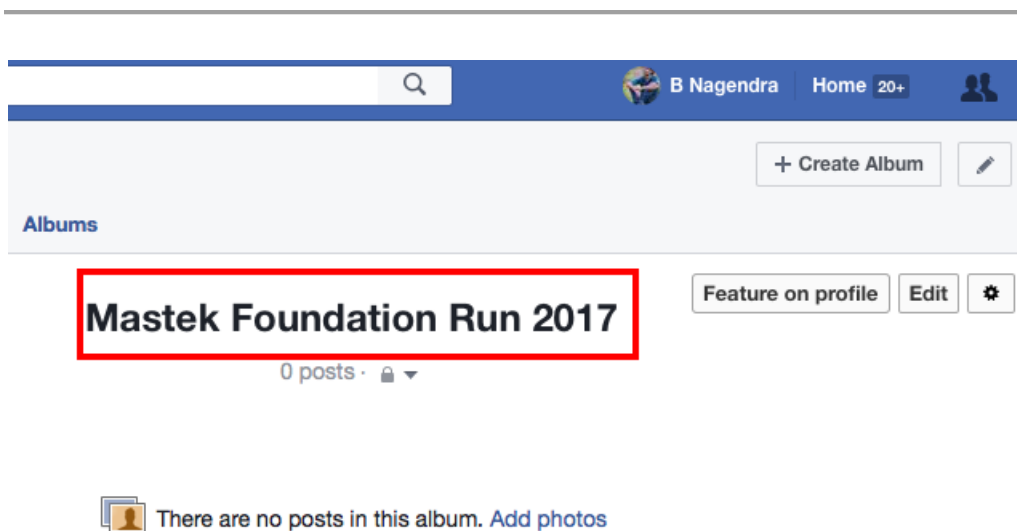 B Nagendra Home 20+
+ Create Album
Albums
Mastek Foundation Run 2017
Feature on profile Edit
0 posts ·
There are no posts in this album. Add photos